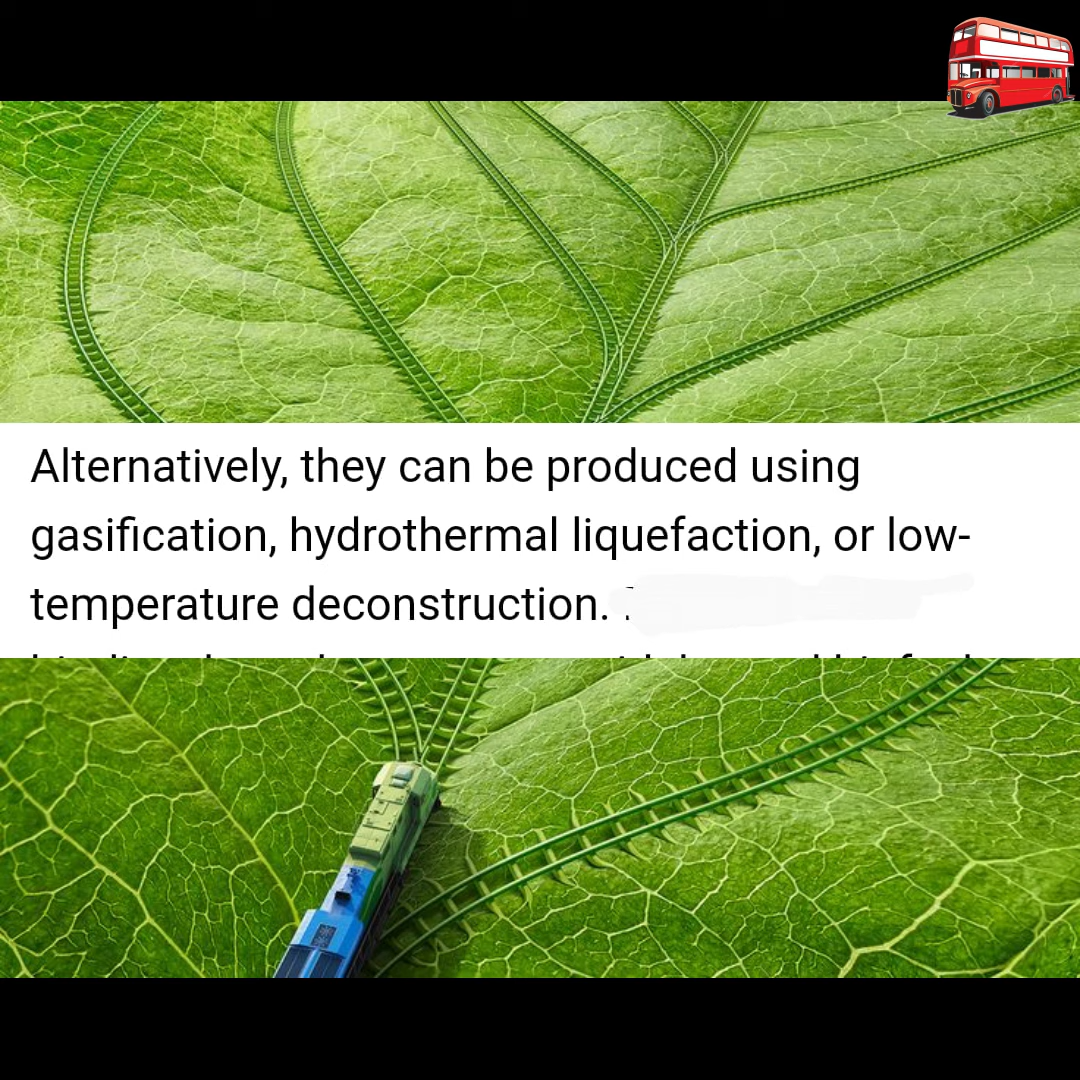 Alternatively, they can be produced using
gasification, hydrothermal liquefaction, or low-
temperature deconstruction.